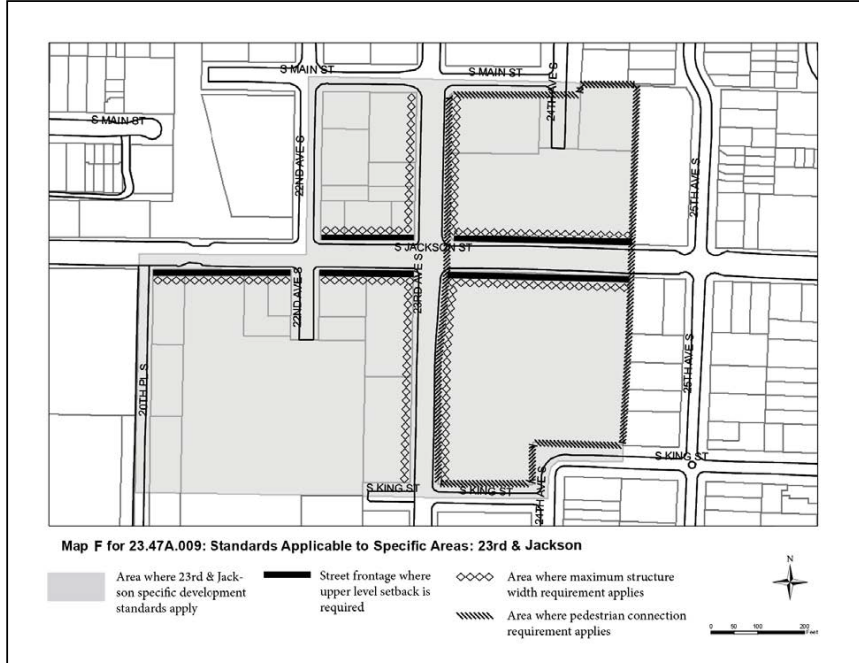 S MAIN ST
S MAIN ST
S MAIN ST
24TH AVE S
22ND AVE S
25TH AVE S
S JACKSON ST
23RD AVE S
22ND AVE S
20TH PL S
25TH AVE S
S KING ST
S KING ST
S KING ST
24TH AVE S
Map F for 23.47A.009: Standards Applicable to Specific Areas: 23rd & Jackson
Area where 23rd & Jack-
son specific development
standards apply
Street frontage where
upper level setback is
required
Area where maximum structure
width requirement applies
Area where pedestrian connection
requirement applies
N
0 50 100 200
Feet